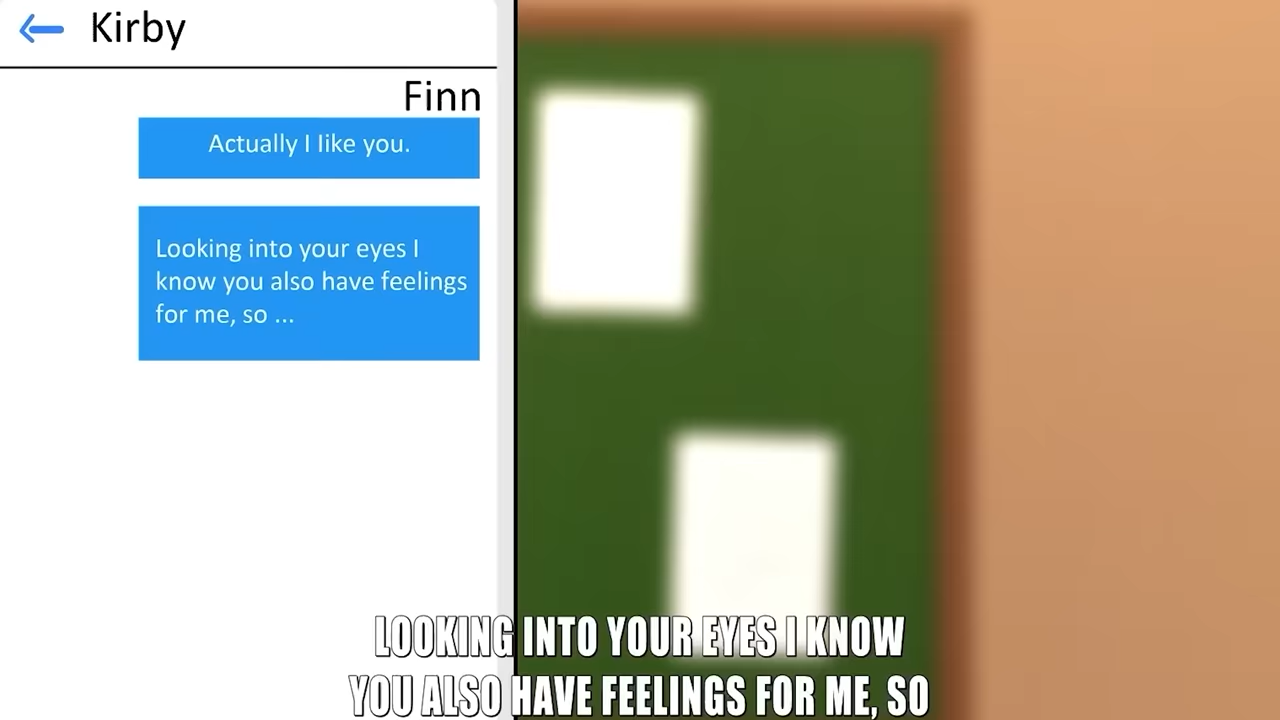 Kirby
Finn
Actually I like you.
Looking into your eyes I
know you also have feelings
for me, so ...
LOOKING INTO YOUR EYES I KNOW
YOU ALSO HAVE FEELINGS FOR ME, SO